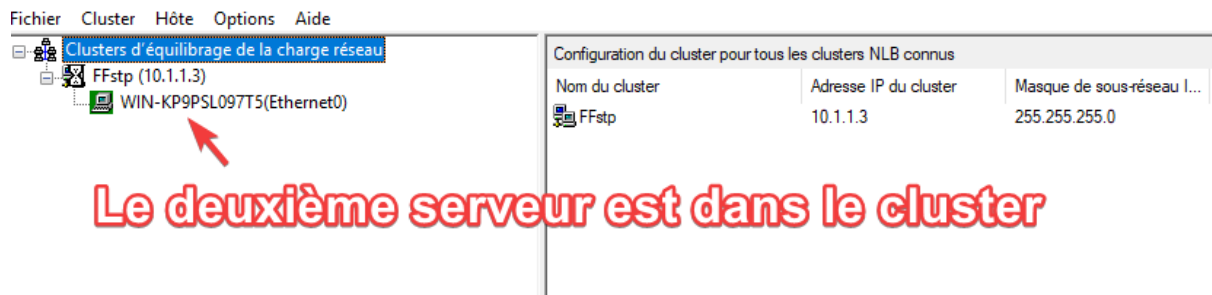 Fichier Cluster Hôte Options Aide
Clusters d'équilibrage de la charge réseau
FFstp (10.1.1.3)
WIN-KP9PSL097T5(Ethernet0)
Configuration du cluster pour tous les clusters NLB connus
Nom du cluster Adresse IP du cluster Masque de sous-réseau I...
FFstp 10.1.1.3 255.255.255.0
Le deuxième serveur est dans le cluster